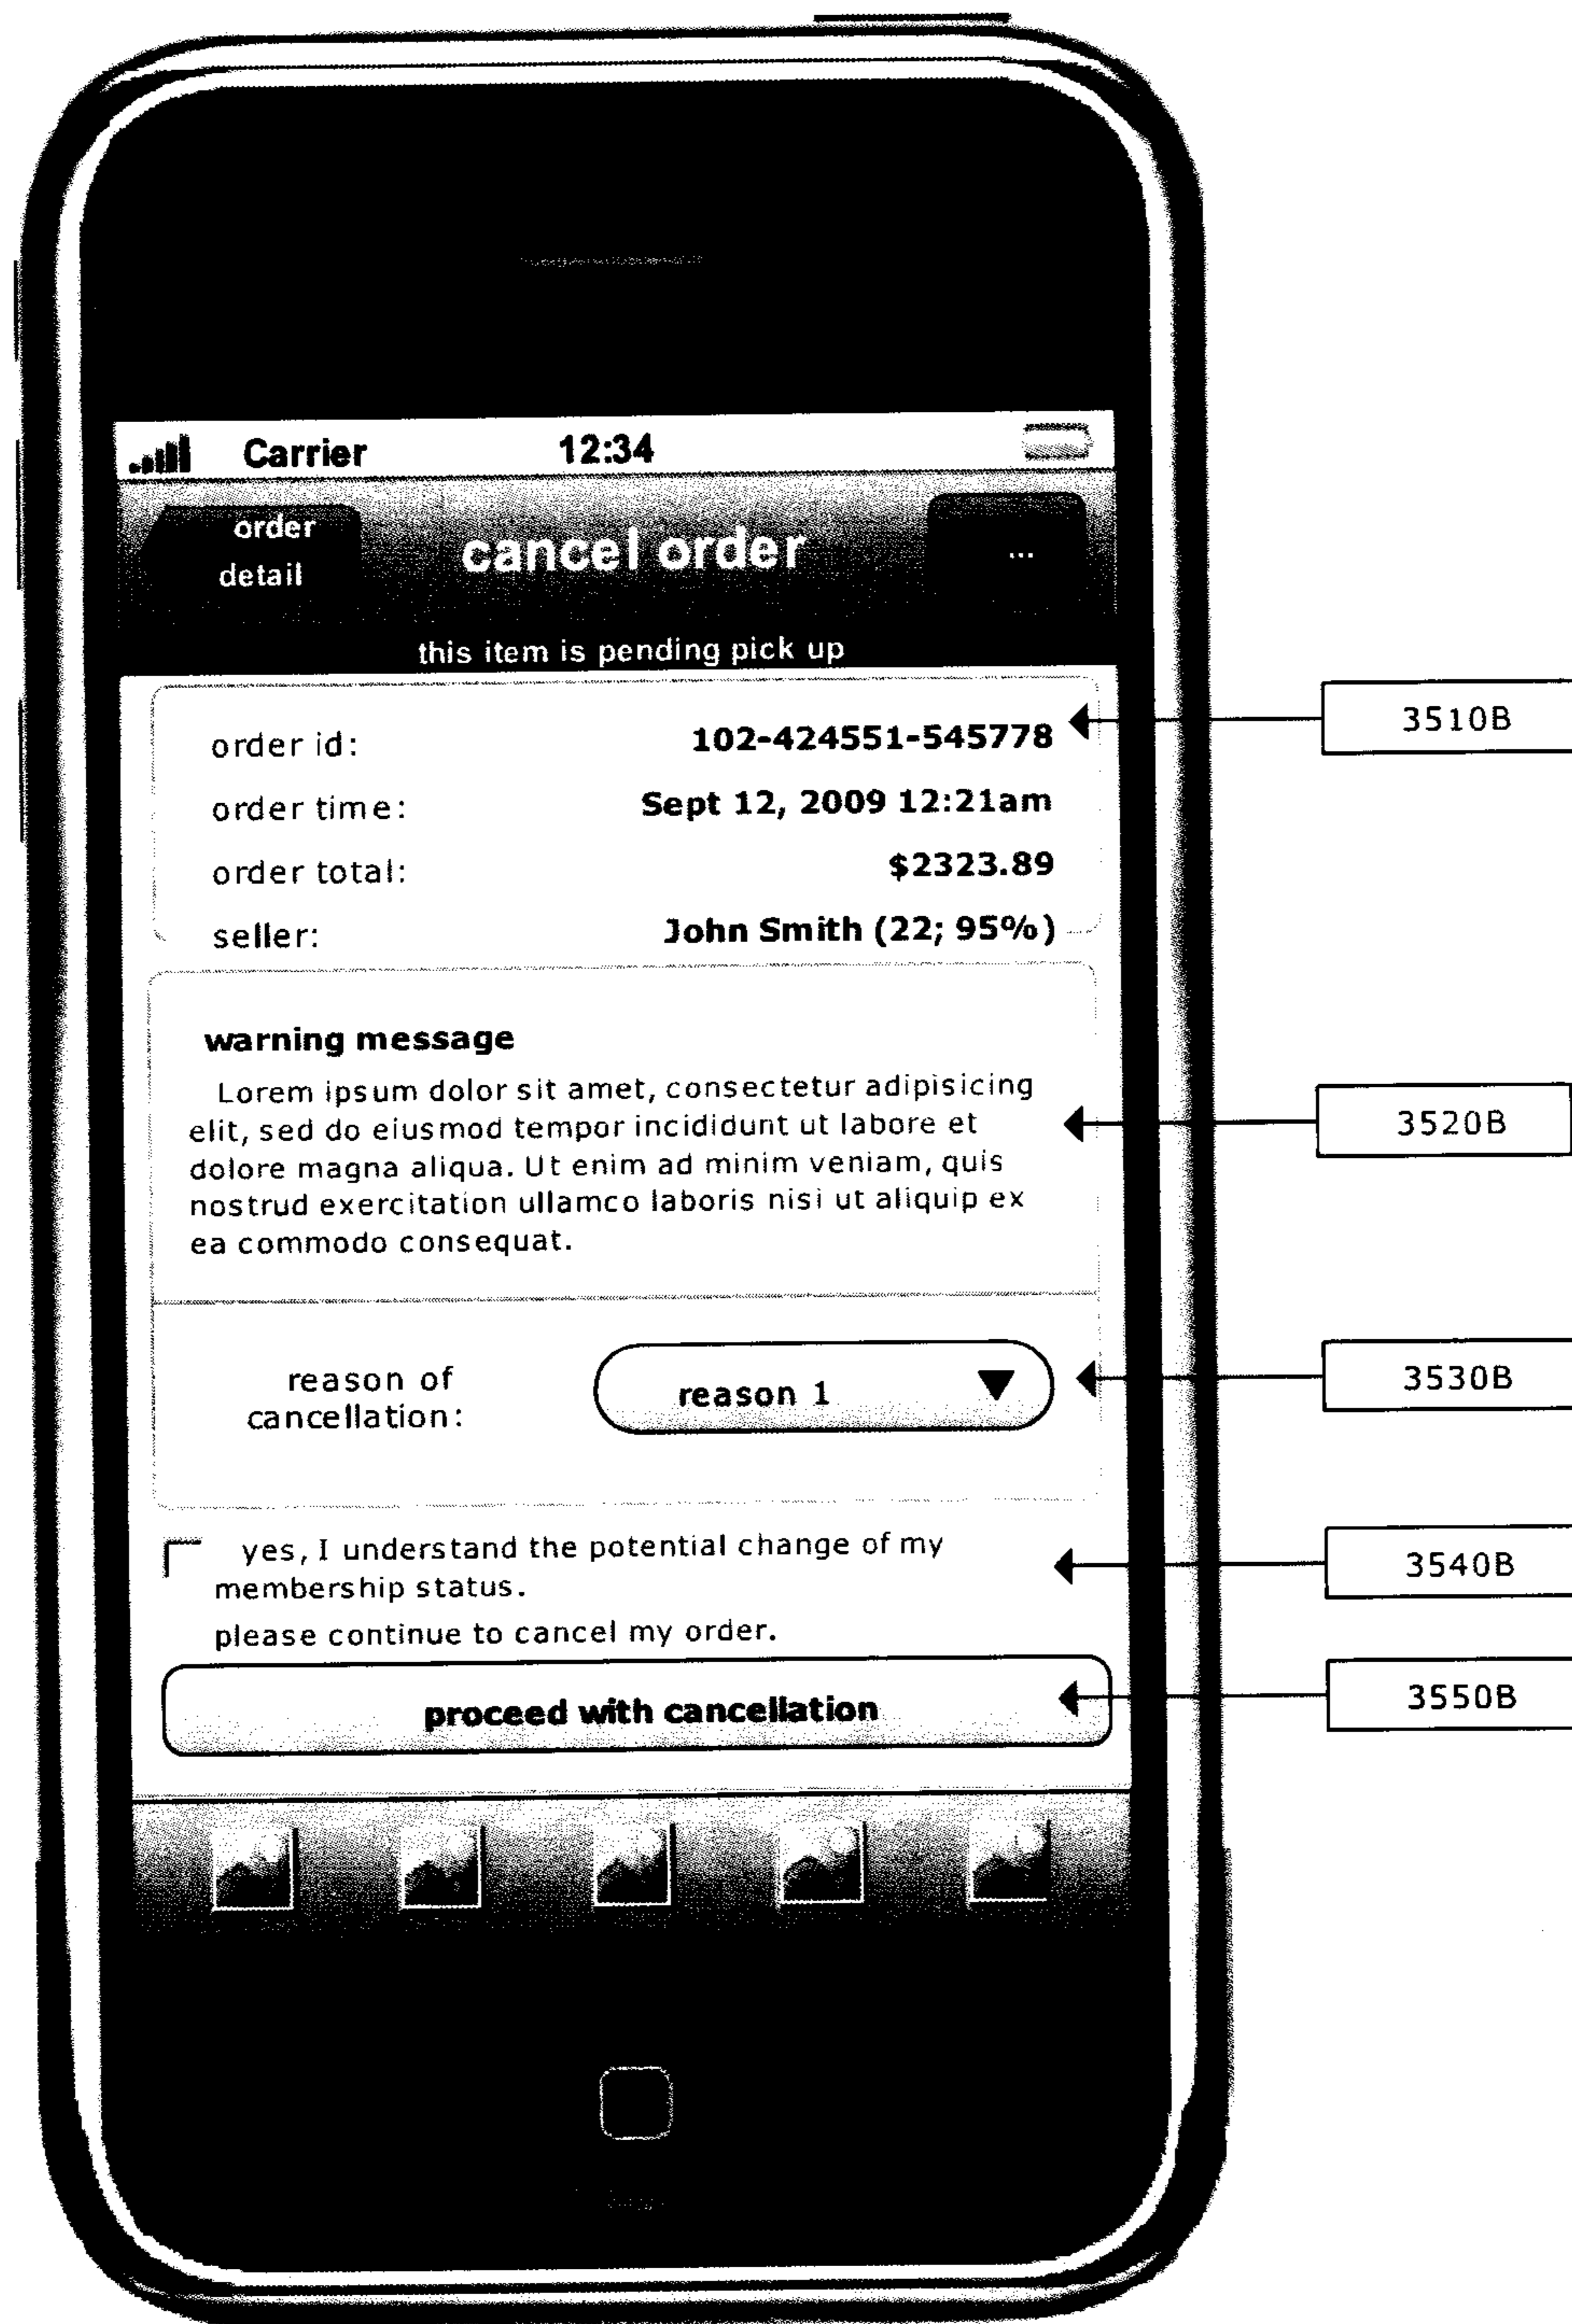 Carrier 12:34
order
detail
cancel order
...
this item is pending pick up
order id: 102-424551-545778
3510B
order time: Sept 12, 2009 12:21am
order total: $2323.89
seller: John Smith (22; 95%)
warning message
Lorem ipsum dolor sit amet, consectetur adipisicing
elit, sed do eiusmod tempor incididunt ut labore et
3520B
dolore magna aliqua. Ut enim ad minim veniam, quis
nostrud exercitation ullamco laboris nisi ut aliquip ex
ea commodo consequat.
reason of
cancellation:
reason 1
3530B
yes, I understand the potential change of my
membership status.
3540B
please continue to cancel my order.
proceed with cancellation
3550B